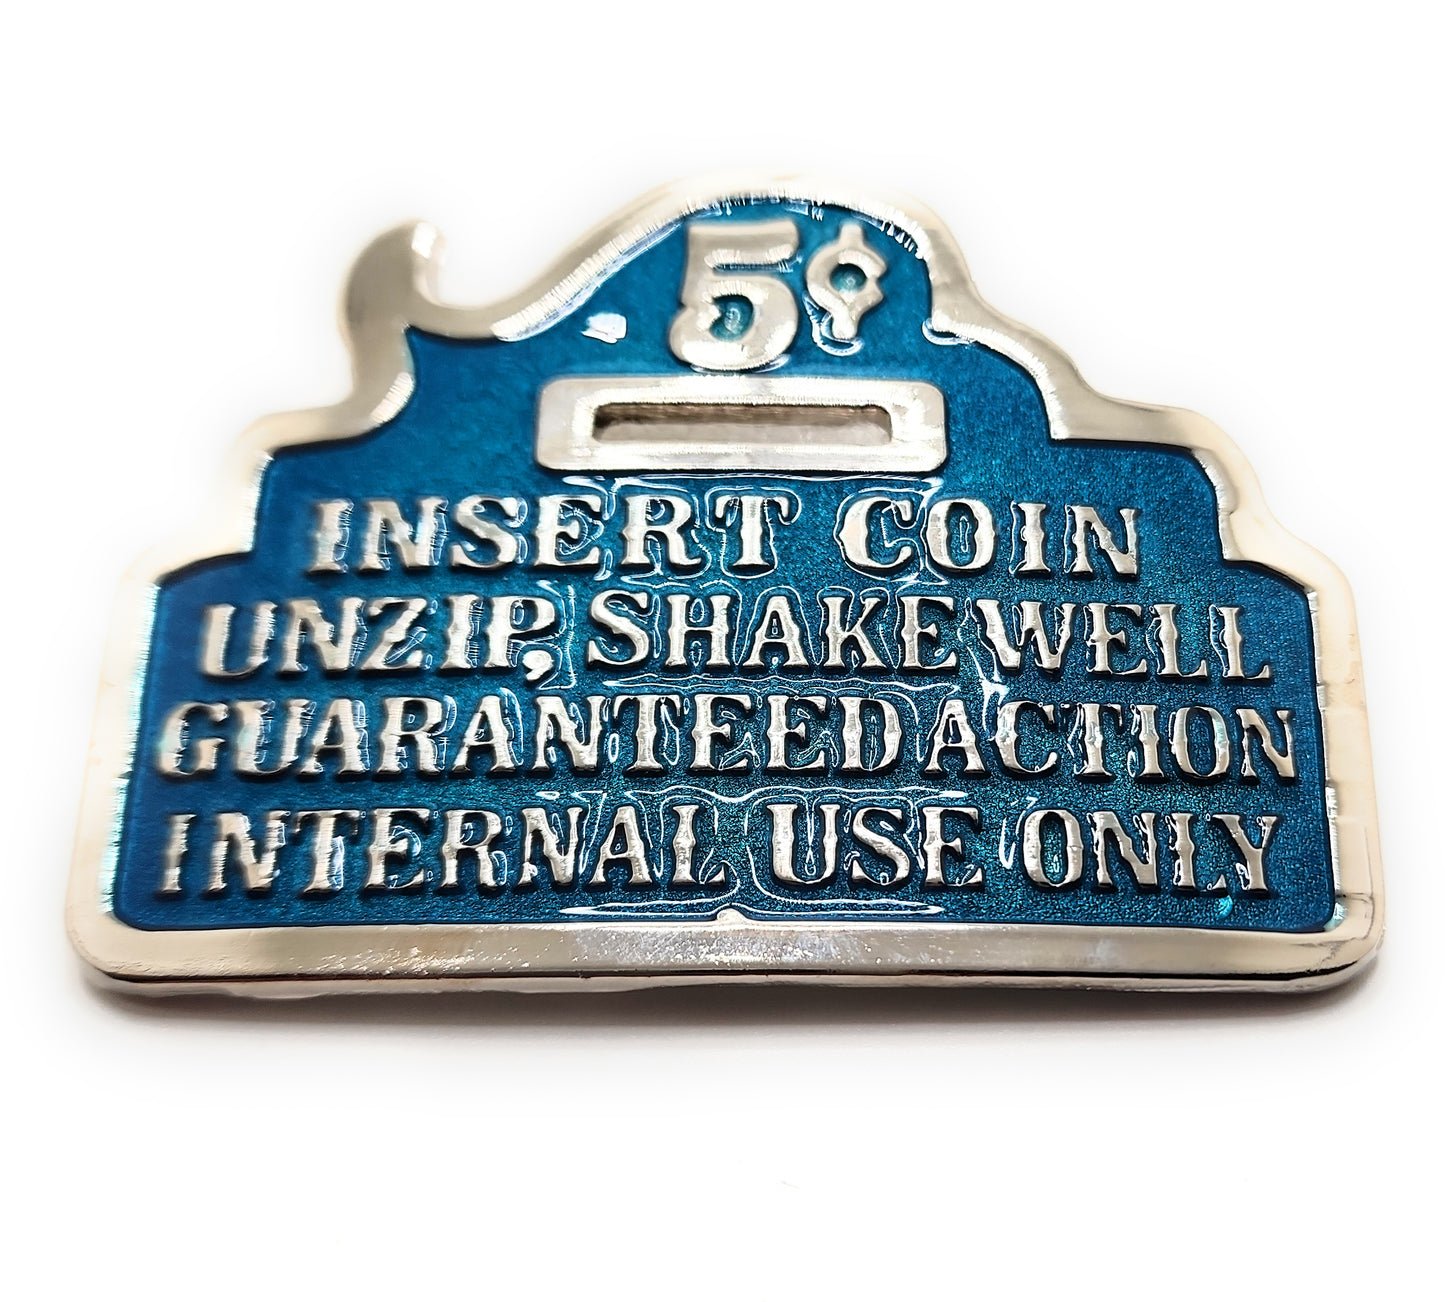 5¢
INSERT COIN
UNZIP, SHAKE WELL
GUARANTEED ACTION
INTERNAL USE ONLY